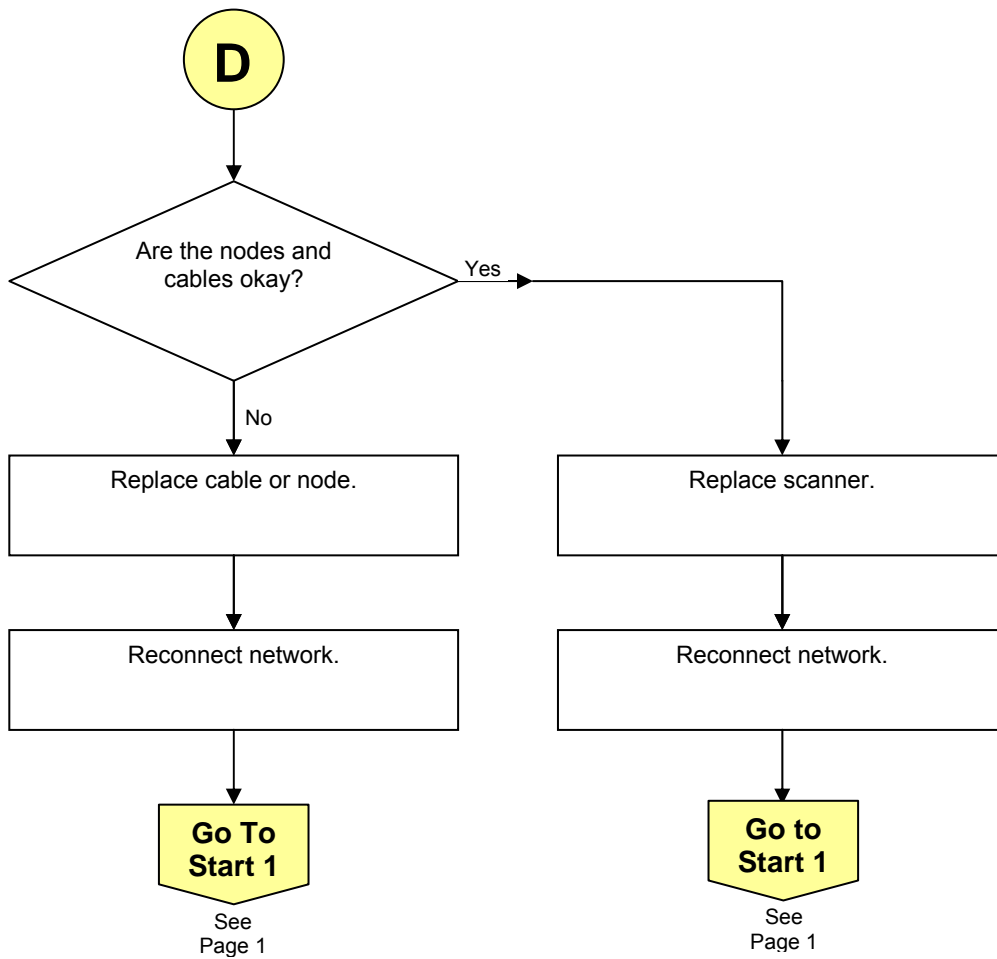 D
Are the nodes and
cables okay?
Yes
No
Replace cable or node.
Replace scanner.
Reconnect network.
Reconnect network.
Go To
Start 1
Go to
Start 1
See
Page 1
See
Page 1